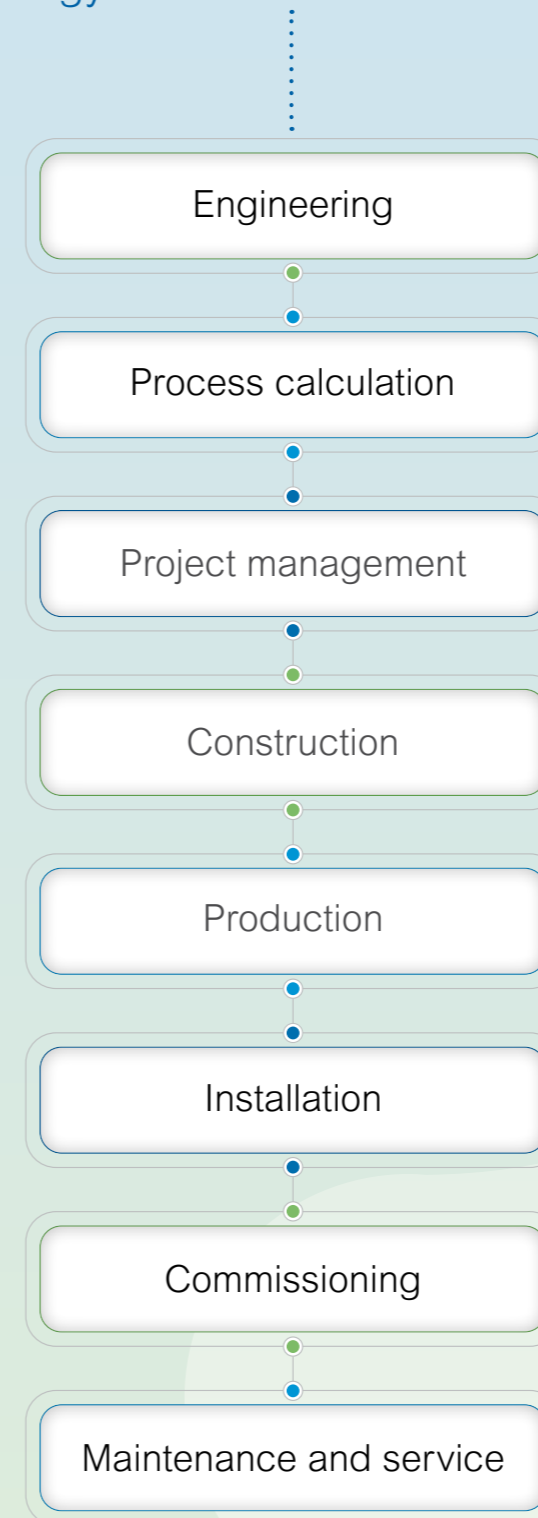 Engineering
Process calculation
Project management
Construction
Production
Installation
Commissioning
Maintenance and service